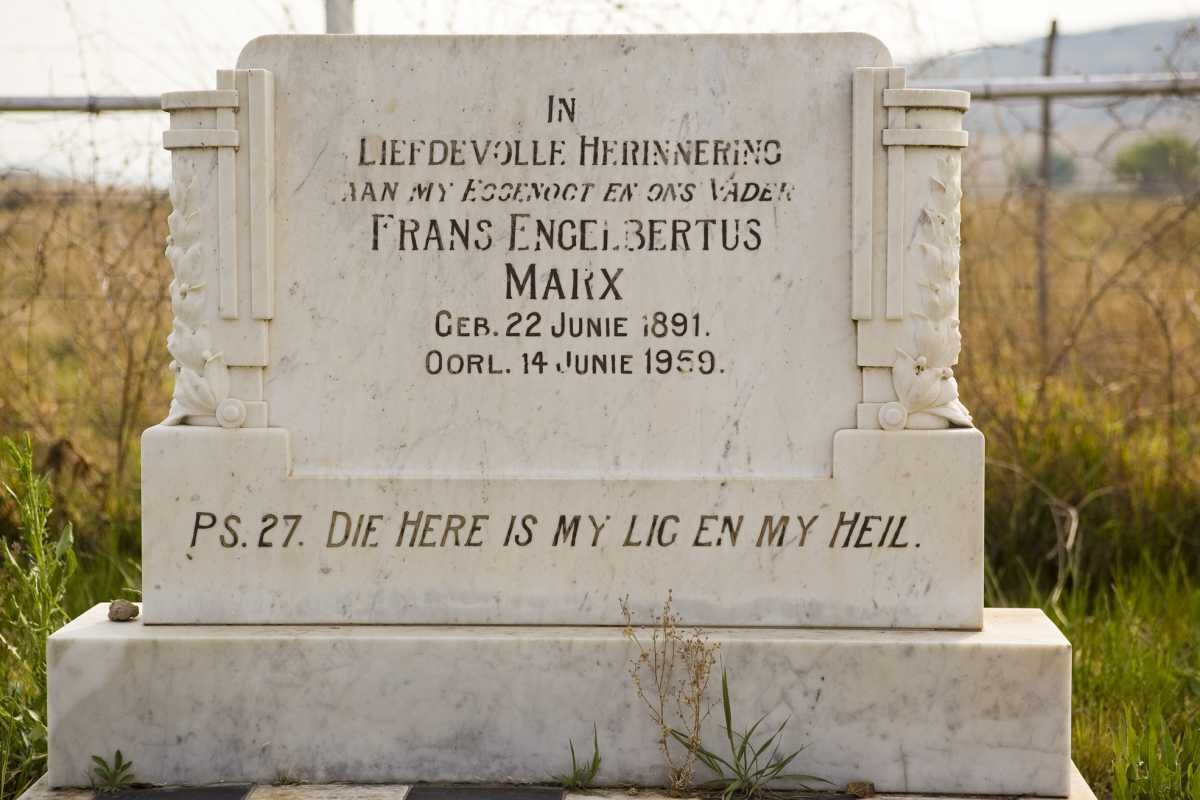 IN
LIEFDEVOLLE HERINNERING
AAN MY EGGENOOT EN ONS VADER
FRANS ENGELBERTUS
MARX
GEB. 22 JUNIE 1891.
OORL. 14 JUNIE 1959.
PS. 27. DIE HERE IS MY LIG EN MY HEIL.